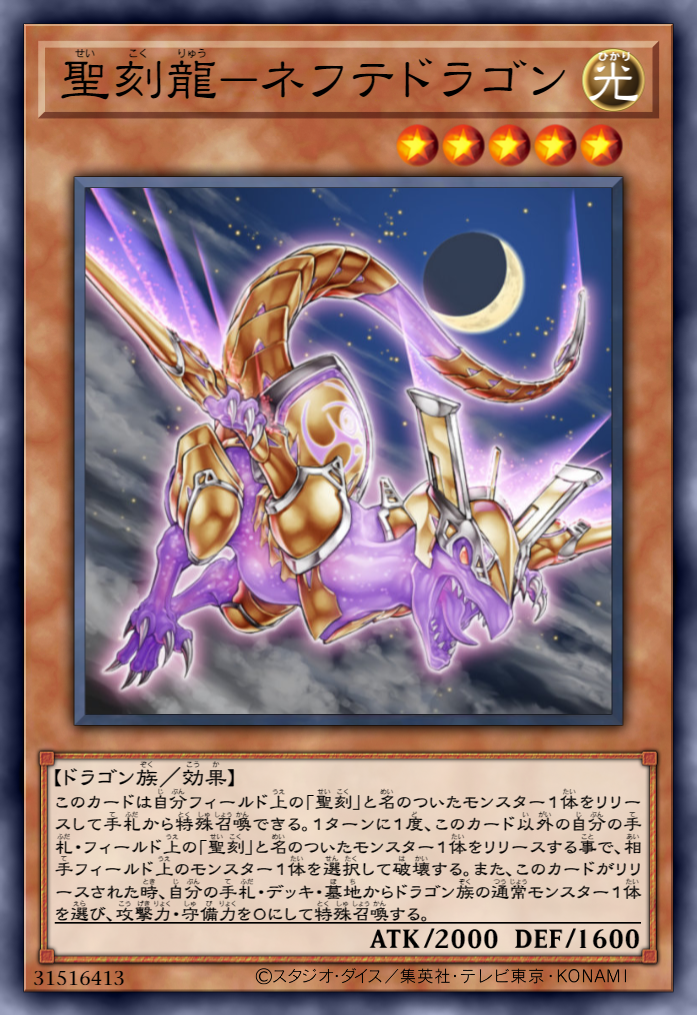 聖刻龍－ネフテドラゴン
光
【ドラゴン族／効果】
このカードは自分フィールド上の「聖刻」と名のついたモンスター１体をリリー
スして手札から特殊召喚できる。１ターンに１度、このカード以外の自分の手
札・フィールド上の「聖刻」と名のついたモンスター１体をリリースする事で、相
手フィールド上のモンスター１体を選択して破壊する。また、このカードがリリ
ースされた時、自分の手札・デッキ・墓地からドラゴン族の通常モンスター１体
を選び、攻撃力・守備力を０にして特殊召喚する。
ATK/2000 DEF/1600
31516413 ©スタジオ・ダイス／集英社・テレビ東京・KONAMI